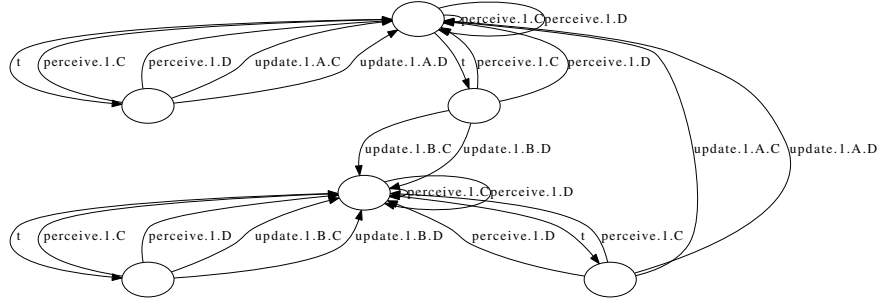 perceive.1.C perceive.1.D
t perceive.1.C perceive.1.D update.1.A.C update.1.A.D t perceive.1.C perceive.1.D
update.1.B.C update.1.B.D update.1.A.C update.1.A.D
perceive.1.C perceive.1.D
t perceive.1.C perceive.1.D update.1.B.C update.1.B.D perceive.1.D t perceive.1.C